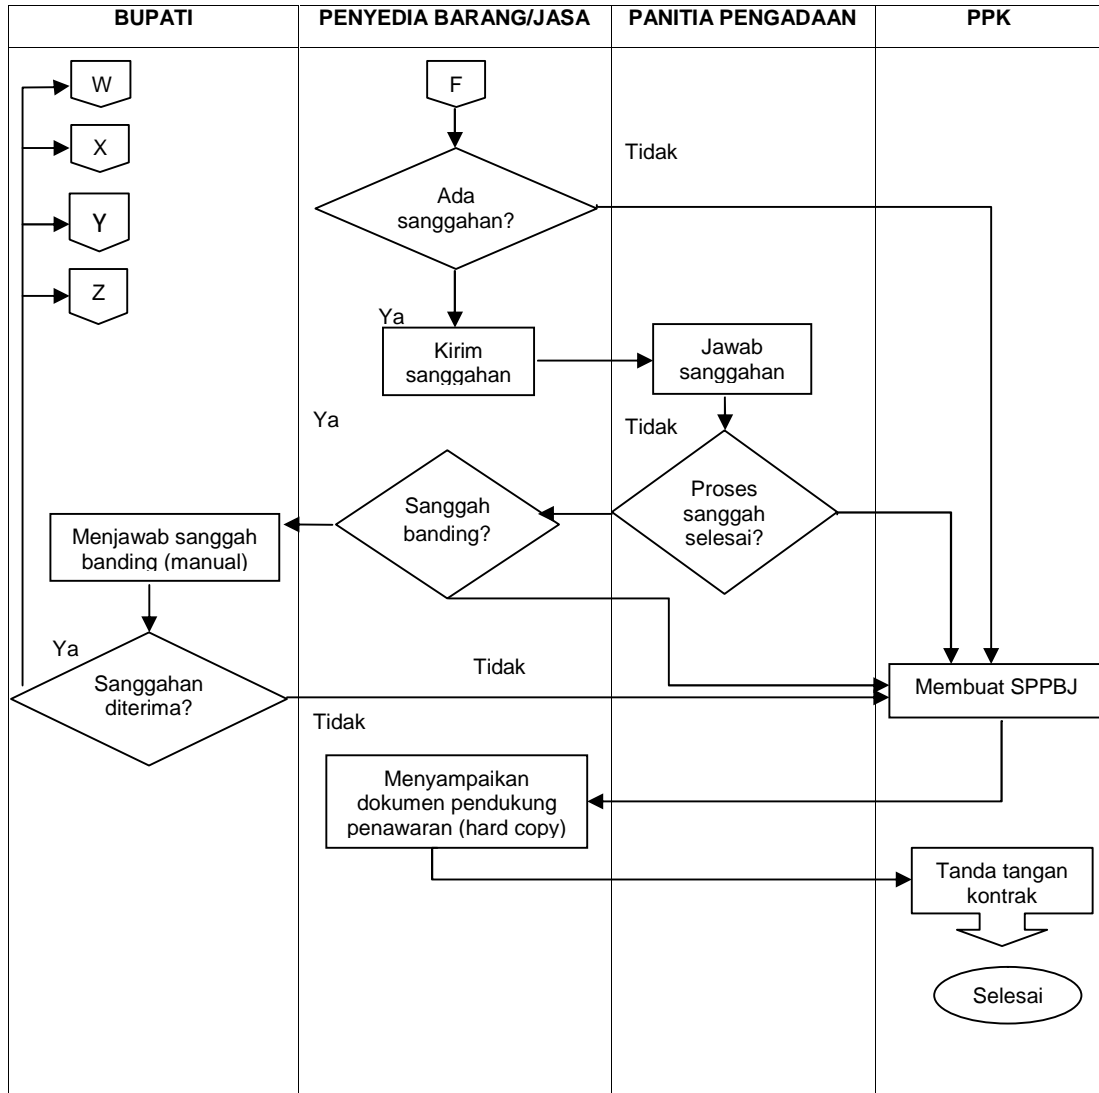 BUPATI
PENYEDIA BARANG/JASA
PANITIA PENGADAAN
PPK
W
X
Y
Z
F
Ada
sanggahan?
Tidak
Ya
Kirim
sanggahan
Jawab
sanggahan
Ya
Tidak
Proses
sanggah
selesai?
Sanggah
banding?
Menjawab sanggah
banding (manual)
Ya
Sanggahan
diterima?
Tidak
Tidak
Membuat SPPBJ
Menyampaikan
dokumen pendukung
penawaran (hard copy)
Tanda tangan
kontrak
Selesai